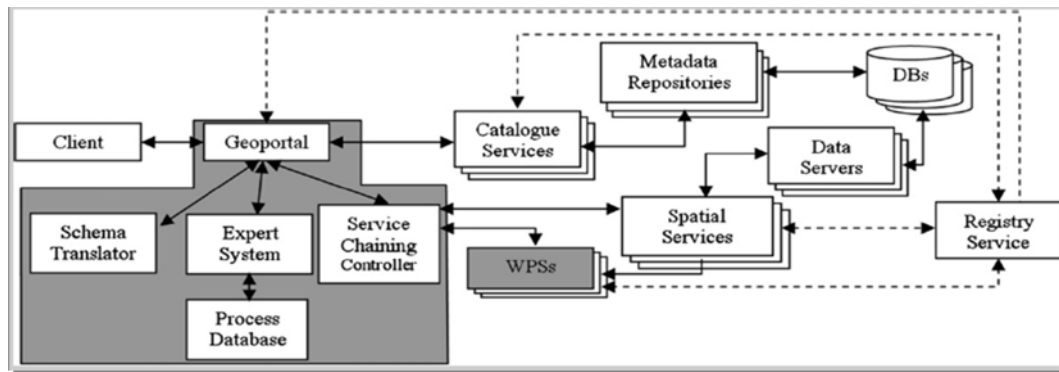 Metadata
Repositories
DBs
Client
Geoportal
Catalogue
Services
Data
Servers
Schema
Translator
Expert
System
Service
Chaining
Controller
Spatial
Services
Registry
Service
WPSs
Process
Database